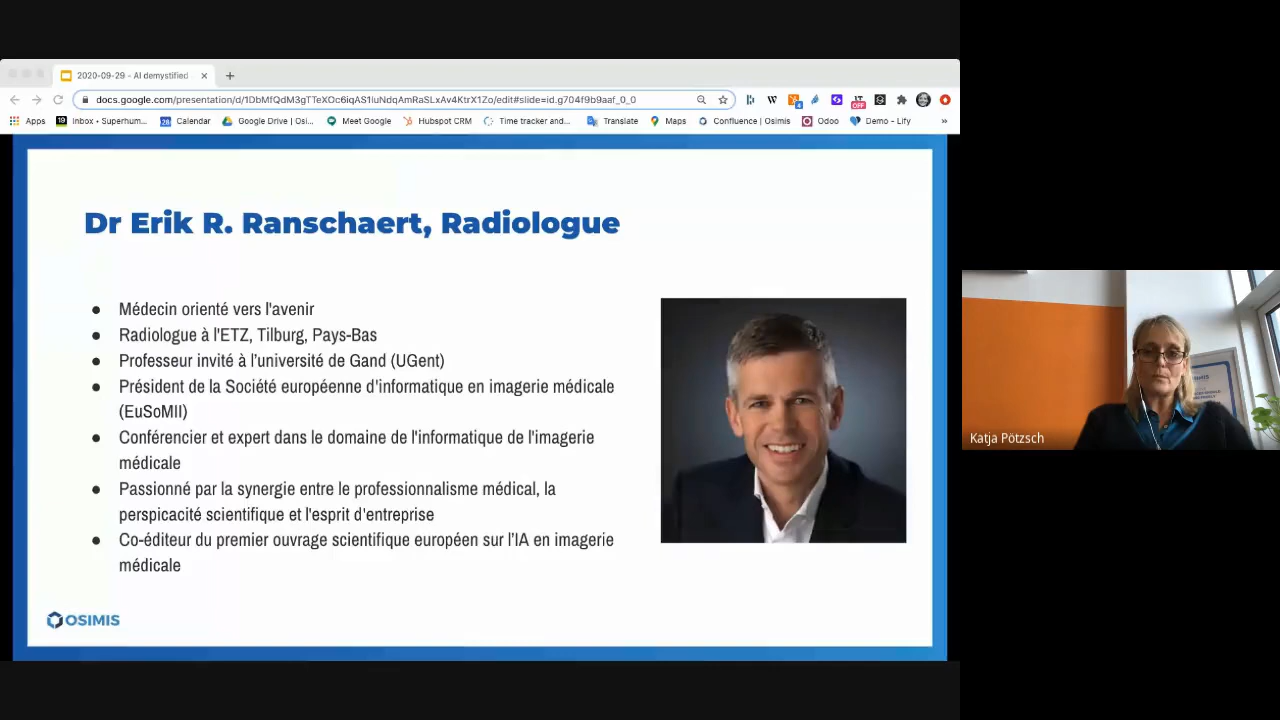 2020-09-29 - AI demystified
docs.google.com/presentation/d/1DbMfQdM3gTTeXOc6iqAS1luNdqAmRaSLxAv4KtrX1Zo/edit#slide=id.g704f9b9aaf_0_0
Apps Inbox • Superhum... Calendar Google Drive | Osi... Meet Google Hubspot CRM Time tracker and... Translate Maps Confluence | Osimis Odoo Demo - Lify »
Dr Erik R. Ranschaert, Radiologue
● Médecin orienté vers l'avenir
● Radiologue à l'ETZ, Tilburg, Pays-Bas
● Professeur invité à l’université de Gand (UGent)
● Président de la Société européenne d'informatique en imagerie médicale
(EuSoMII)
● Conférencier et expert dans le domaine de l'informatique de l'imagerie
médicale
● Passionné par la synergie entre le professionnalisme médical, la
perspicacité scientifique et l'esprit d'entreprise
● Co-éditeur du premier ouvrage scientifique européen sur l’IA en imagerie
médicale
OSIMIS
OSIMIS
Katja Pötzsch